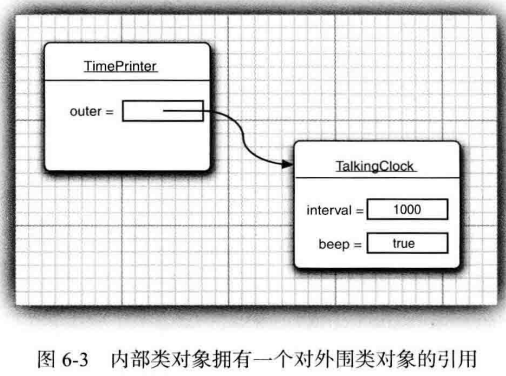 TimePrinter
outer =
TalkingClock
interval = 1000
beep = true
图 6-3 内部类对象拥有一个对外围类对象的引用